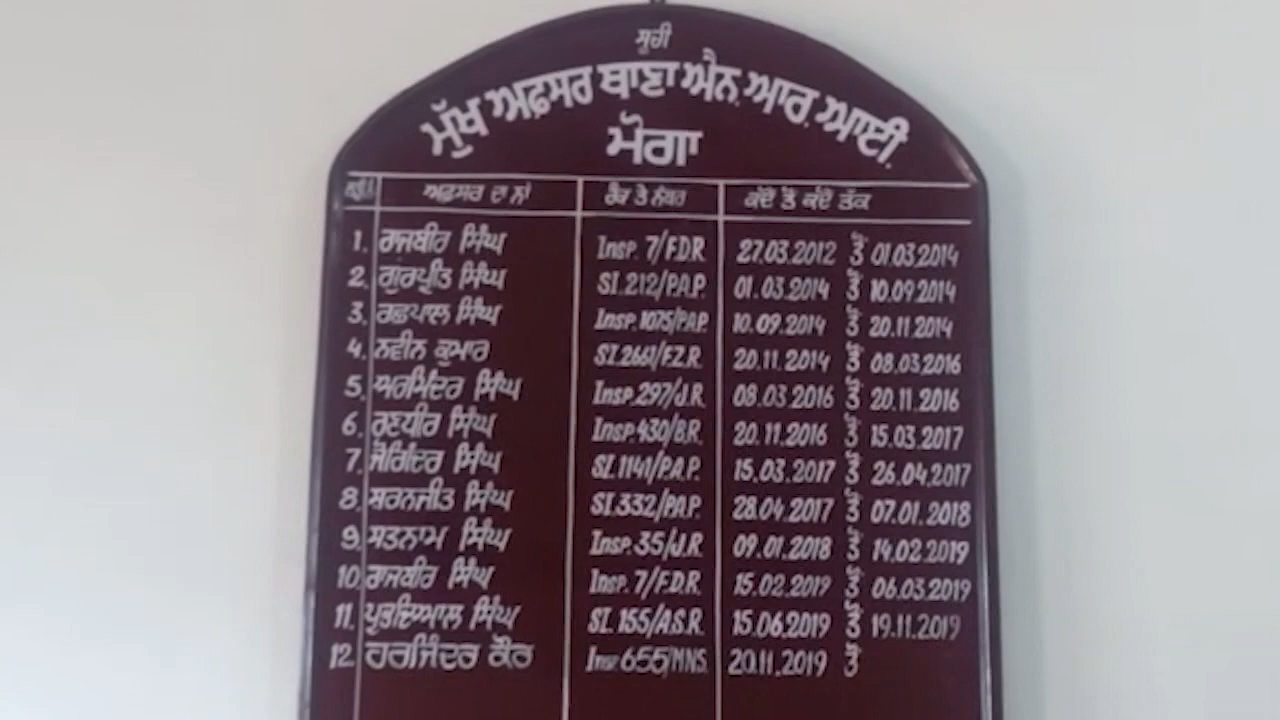 ਸੂਚੀ
ਮੁੱਖ ਅਫ਼ਸਰ ਥਾਣਾ ਐਨ. ਆਰ. ਆਈ.
ਮੋਗਾ
ਅਫ਼ਸਰ ਦਾ ਨਾਂ ਰੈਂਕ ਤੇ ਨੰਬਰ ਕਦੋਂ ਤੋਂ ਕਦੋਂ ਤੱਕ
1. ਰਾਜਬੀਰ ਸਿੰਘ Insp. 7/F.D.R. 27.03.2012 ਤੋਂ 01.03.2014
2. ਗੁਰਪ੍ਰੀਤ ਸਿੰਘ SI.212/P.A.P. 01.03.2014 ਤੋਂ 10.09.2014
3. ਰਛਪਾਲ ਸਿੰਘ Insp.1075/P.A.P. 10.09.2014 ਤੋਂ 20.11.2014
4. ਨਵੀਨ ਕੁਮਾਰ SI.2661/F.Z.R. 20.11.2014 ਤੋਂ 08.03.2016
5. ਅਰਮਿੰਦਰ ਸਿੰਘ Insp.297/J.R. 08.03.2016 ਤੋਂ 20.11.2016
6. ਰੁਣਧੀਰ ਸਿੰਘ Insp.430/B.R. 20.11.2016 ਤੋਂ 15.03.2017
7. ਜੋਗਿੰਦਰ ਸਿੰਘ SI.1141/P.A.P. 15.03.2017 ਤੋਂ 26.04.2017
8. ਸਰਨਜੀਤ ਸਿੰਘ SI.332/P.A.P. 28.04.2017 ਤੋਂ 07.01.2018
9. ਸਤਨਾਮ ਸਿੰਘ Insp.35/J.R. 09.01.2018 ਤੋਂ 14.02.2019
10. ਰਾਜਬੀਰ ਸਿੰਘ Insp. 7/F.D.R. 15.02.2019 ਤੋਂ 06.03.2019
11. ਪ੍ਰਭਦਿਆਲ ਸਿੰਘ SI. 155/A.S.R. 15.06.2019 ਤੋਂ 19.11.2019
12. ਹਰਜਿੰਦਰ ਕੌਰ Insp 655/M.N.S. 20.11.2019 ਤੋਂ